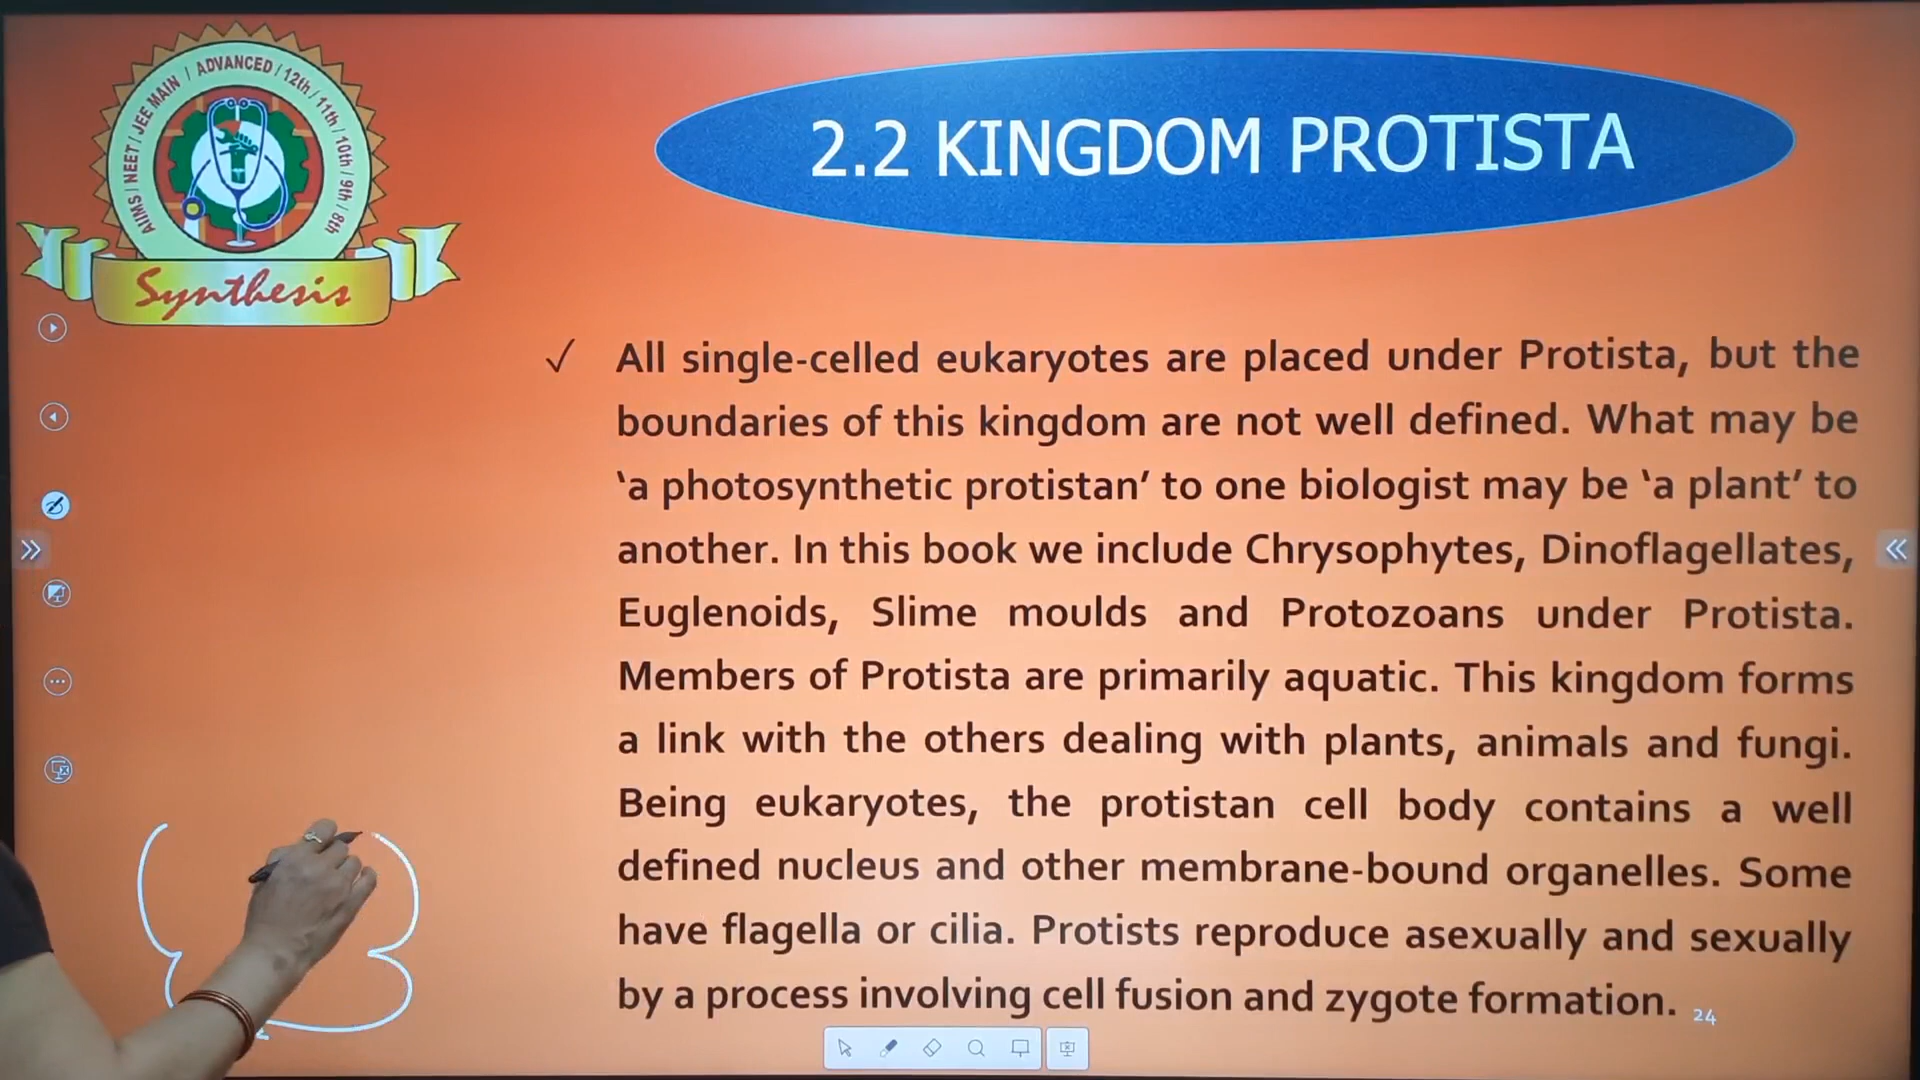 AIIMS / NEET / JEE MAIN / ADVANCED / 12th / 11th / 10th / 9th / 8th
Synthesis
2.2 KINGDOM PROTISTA
✓ All single-celled eukaryotes are placed under Protista, but the
boundaries of this kingdom are not well defined. What may be
‘a photosynthetic protistan’ to one biologist may be ‘a plant’ to
another. In this book we include Chrysophytes, Dinoflagellates,
Euglenoids, Slime moulds and Protozoans under Protista.
Members of Protista are primarily aquatic. This kingdom forms
a link with the others dealing with plants, animals and fungi.
Being eukaryotes, the protistan cell body contains a well
defined nucleus and other membrane-bound organelles. Some
have flagella or cilia. Protists reproduce asexually and sexually
by a process involving cell fusion and zygote formation.
24